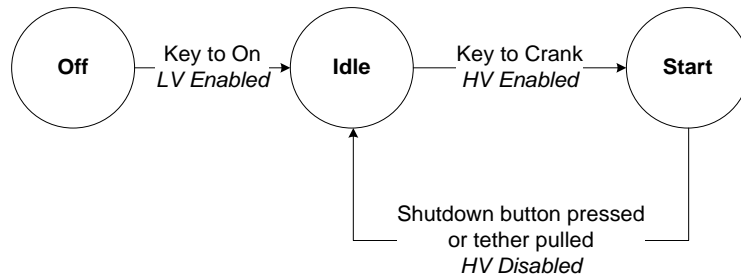 Off
Key to On
LV Enabled
Idle
Key to Crank
HV Enabled
Start
Shutdown button pressed
or tether pulled
HV Disabled